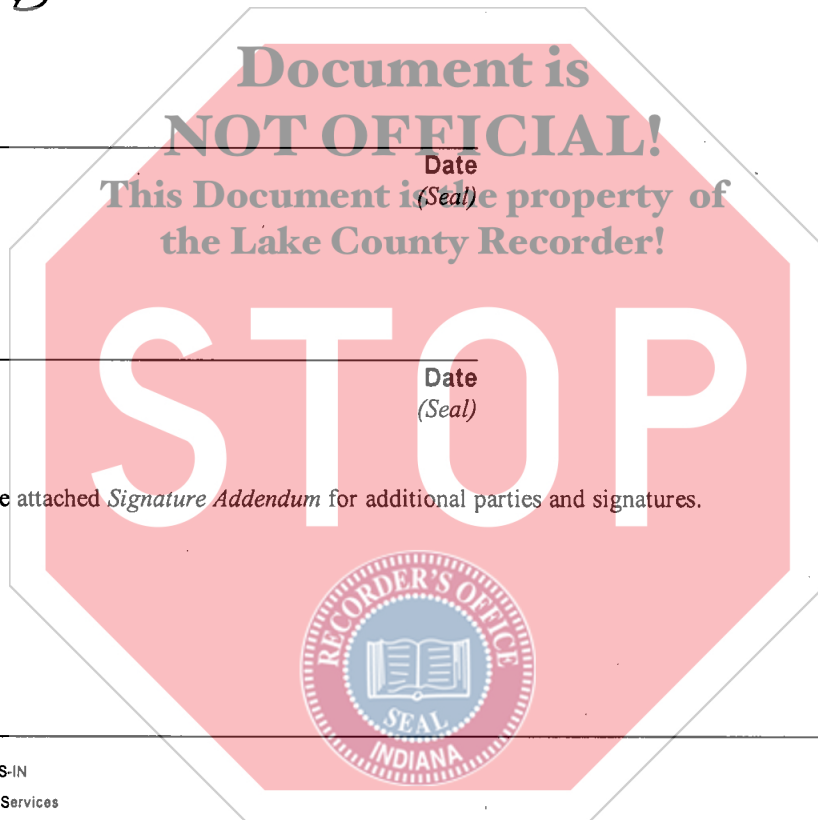 Document is
NOT OFFICIAL!
Date
This Document is the property of
(Seal)
the Lake County Recorder!
STOP
Date
(Seal)
e attached Signature Addendum for additional parties and signatures.
RECORDER'S OFFICE
SEAL
INDIANA
S-IN
Services